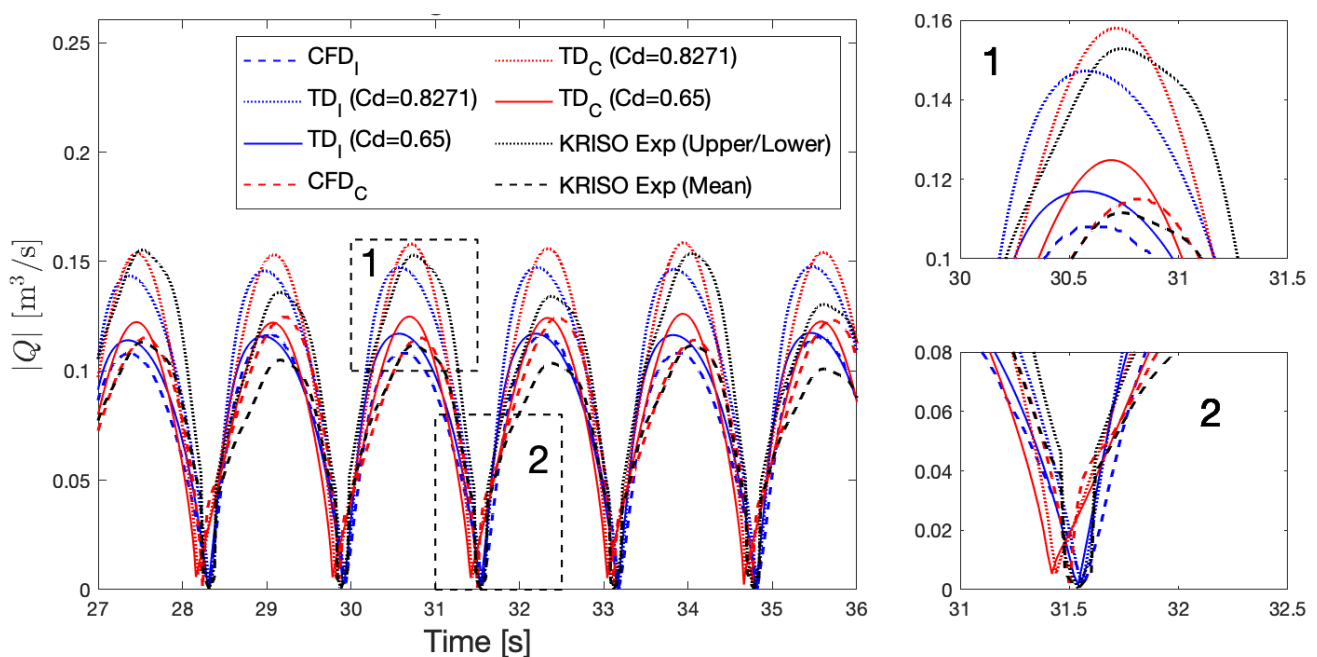 0.25
0.2
0.15
0.1
0.05
0
|Q| [m³/s]
CFD_I
TD_I (Cd=0.8271)
TD_I (Cd=0.65)
CFD_C
TD_C (Cd=0.8271)
TD_C (Cd=0.65)
KRISO Exp (Upper/Lower)
KRISO Exp (Mean)
1
2
27 28 29 30 31 32 33 34 35 36
Time [s]
0.16
0.14
0.12
0.1
1
30 30.5 31 31.5
0.08
0.06
0.04
0.02
0
2
31 31.5 32 32.5